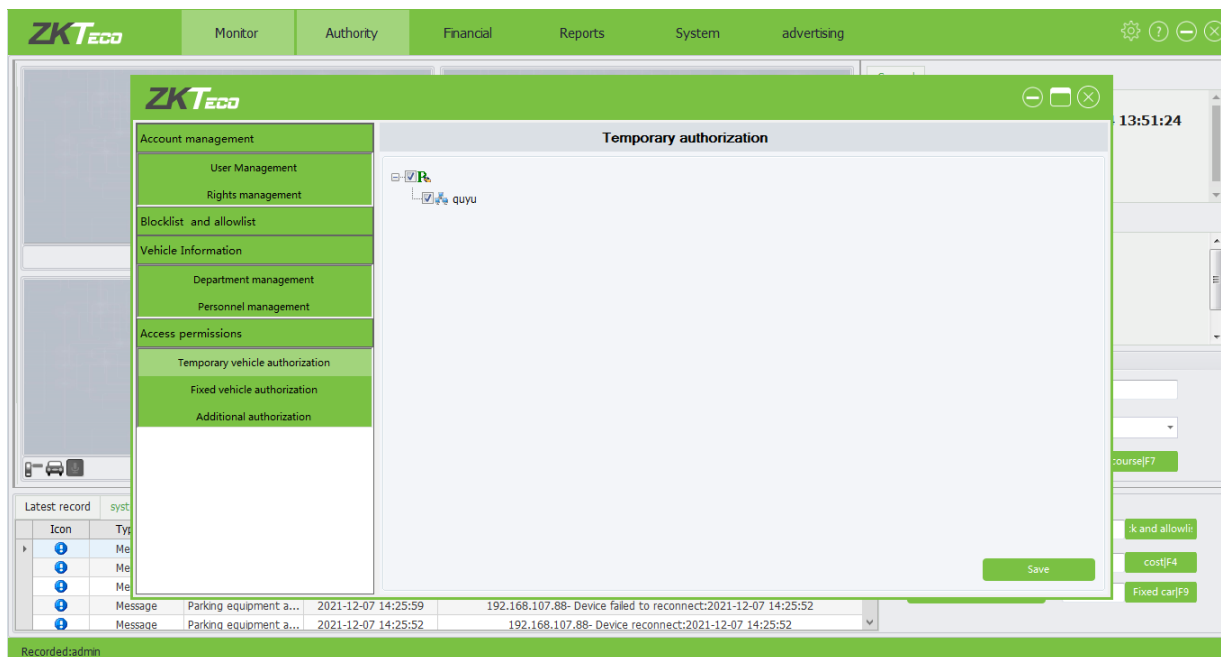 ZKTeco
Monitor Authority Financial Reports System advertising
ZKTeco
13:51:24
Account management
Temporary authorization
User Management
Rights management
quyu
Blocklist and allowlist
Vehicle Information
Department management
Personnel management
Access permissions
Temporary vehicle authorization
Fixed vehicle authorization
Additional authorization
course|F7
Latest record syst
Icon Typ
k and allowli
Me
Me
cost|F4
Save
Me
Fixed car|F9
Message Parking equipment a... 2021-12-07 14:25:59 192.168.107.88- Device failed to reconnect:2021-12-07 14:25:52
Message Parking equipment a... 2021-12-07 14:25:52 192.168.107.88- Device reconnect:2021-12-07 14:25:52
Recorded:admin